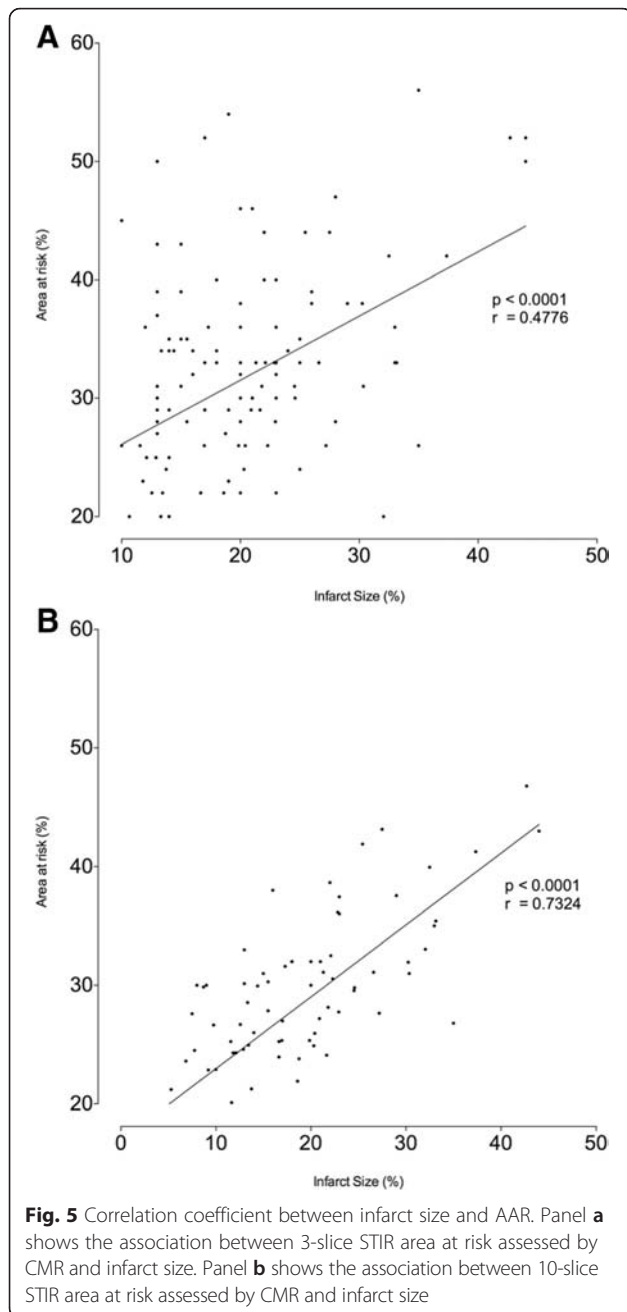 A
60
50
40
30
20
Area at risk (%)
p < 0.0001
r = 0.4776
10 20 30 40 50
Infarct Size (%)
B
60
50
40
30
20
Area at risk (%)
p < 0.0001
r = 0.7324
0 10 20 30 40 50
Infarct Size (%)
Fig. 5 Correlation coefficient between infarct size and AAR. Panel a
shows the association between 3-slice STIR area at risk assessed by
CMR and infarct size. Panel b shows the association between 10-slice
STIR area at risk assessed by CMR and infarct size